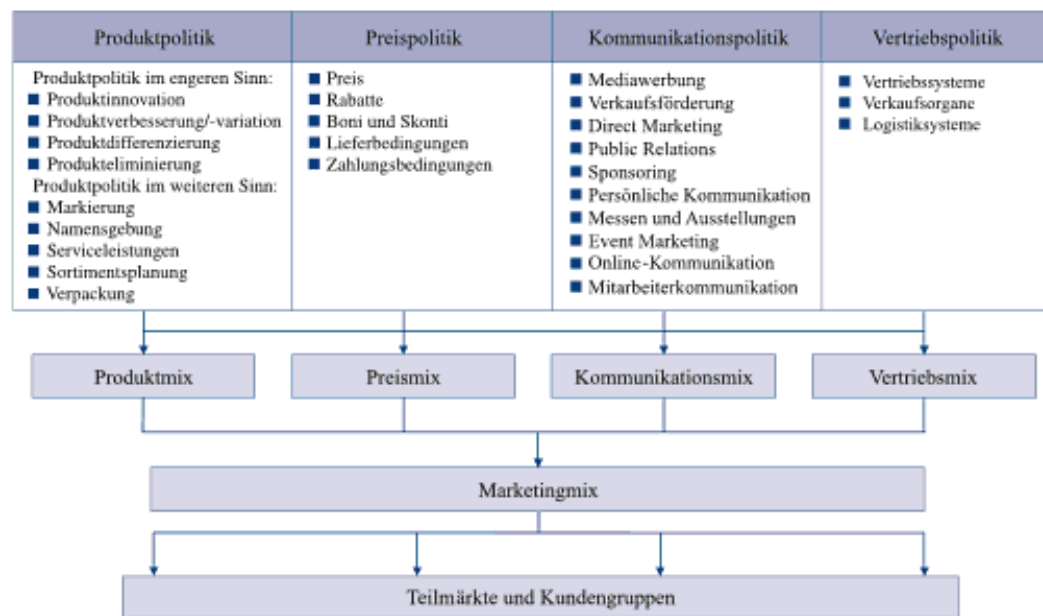 Produktpolitik
Preispolitik
Kommunikationspolitik
Vertriebspolitik
Produktpolitik im engeren Sinn:
Produktinnovation
Produktverbesserung/-variation
Produktdifferenzierung
Produkteliminierung
Produktpolitik im weiteren Sinn:
Markierung
Namensgebung
Serviceleistungen
Sortimentsplanung
Verpackung
Preis
Rabatte
Boni und Skonti
Lieferbedingungen
Zahlungsbedingungen
Mediawerbung
Verkaufsförderung
Direct Marketing
Public Relations
Sponsoring
Persönliche Kommunikation
Messen und Ausstellungen
Event Marketing
Online-Kommunikation
Mitarbeiterkommunikation
Vertriebssysteme
Verkaufsorgane
Logistiksysteme
Produktmix
Preismix
Kommunikationsmix
Vertriebsmix
Marketingmix
Teilmärkte und Kundengruppen